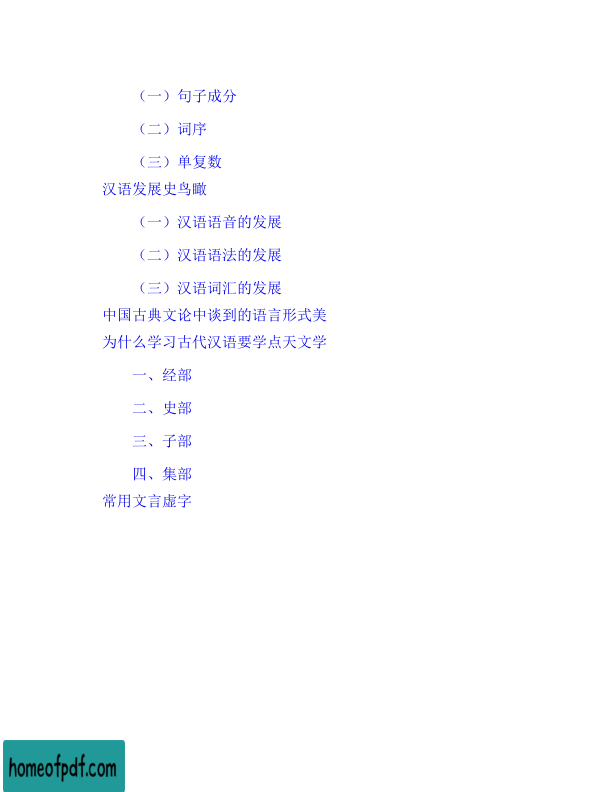 （一）句子成分
（二）词序
（三）单复数
汉语发展史鸟瞰
（一）汉语语音的发展
（二）汉语语法的发展
（三）汉语词汇的发展
中国古典文论中谈到的语言形式美
为什么学习古代汉语要学点天文学
一、经部
二、史部
三、子部
四、集部
常用文言虚字
homeofpdf.com